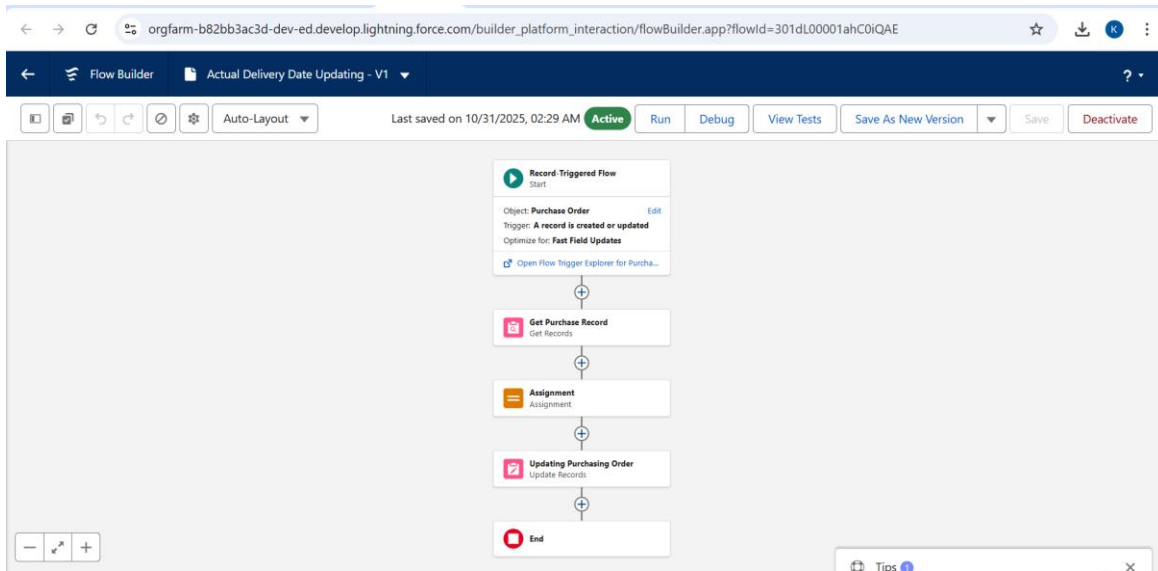 orgfarm-b82bb3ac3d-dev-ed.develop.lightning.force.com/builder_platform_interaction/flowBuilder.app?flowId=301dL00001ahC0iQAE
K
Flow Builder
Actual Delivery Date Updating - V1
?
Auto-Layout
Last saved on 10/31/2025, 02:29 AM Active Run Debug View Tests Save As New Version Save Deactivate
Record-Triggered Flow
Start
Object: Purchase Order Edit
Trigger: A record is created or updated
Optimize for: Fast Field Updates
Open Flow Trigger Explorer for Purcha...
Get Purchase Record
Get Records
Assignment
Assignment
Updating Purchasing Order
Update Records
End
Tips 1